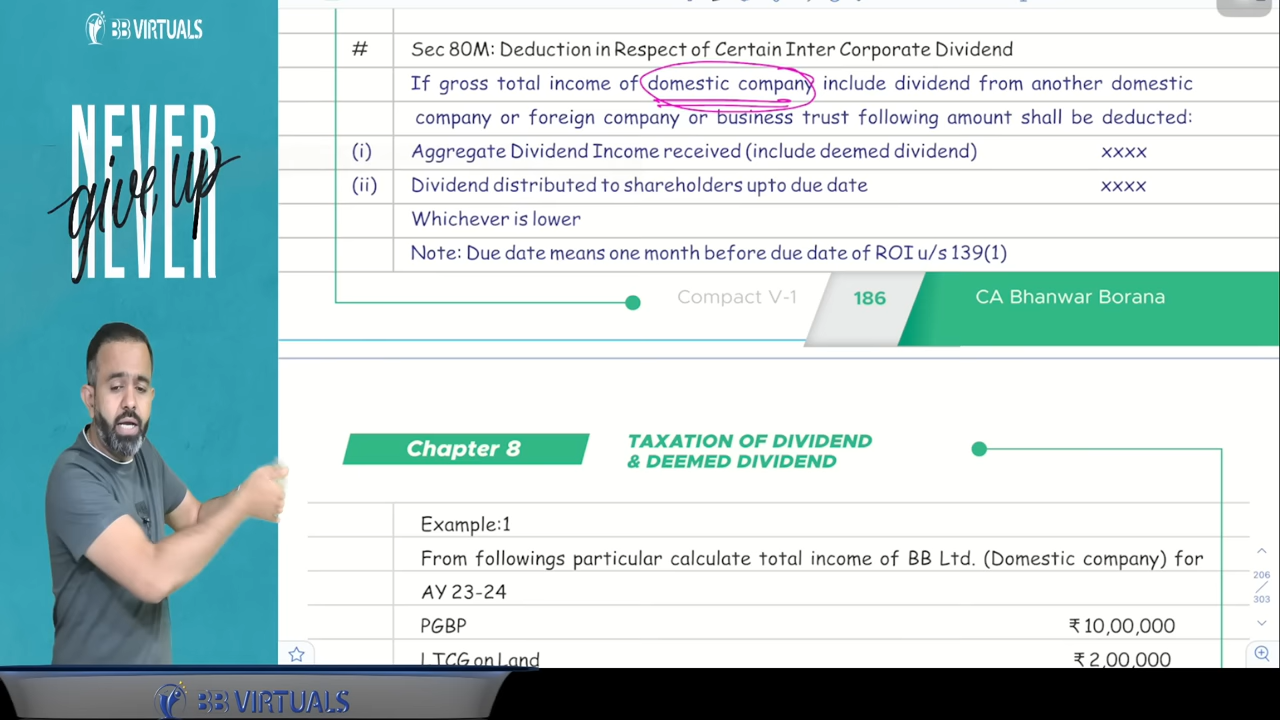 BB VIRTUALS
NEVER
give up
NEVER
# Sec 80M: Deduction in Respect of Certain Inter Corporate Dividend
If gross total income of domestic company include dividend from another domestic
company or foreign company or business trust following amount shall be deducted:
(i) Aggregate Dividend Income received (include deemed dividend) xxxx
(ii) Dividend distributed to shareholders upto due date xxxx
Whichever is lower
Note: Due date means one month before due date of ROI u/s 139(1)
Compact V-1 186 CA Bhanwar Borana
Chapter 8
TAXATION OF DIVIDEND
& DEEMED DIVIDEND
Example:1
From followings particular calculate total income of BB Ltd. (Domestic company) for
AY 23-24
PGBP ₹ 10,00,000
LTCG on Land ₹ 2,00,000
206
303
BB VIRTUALS